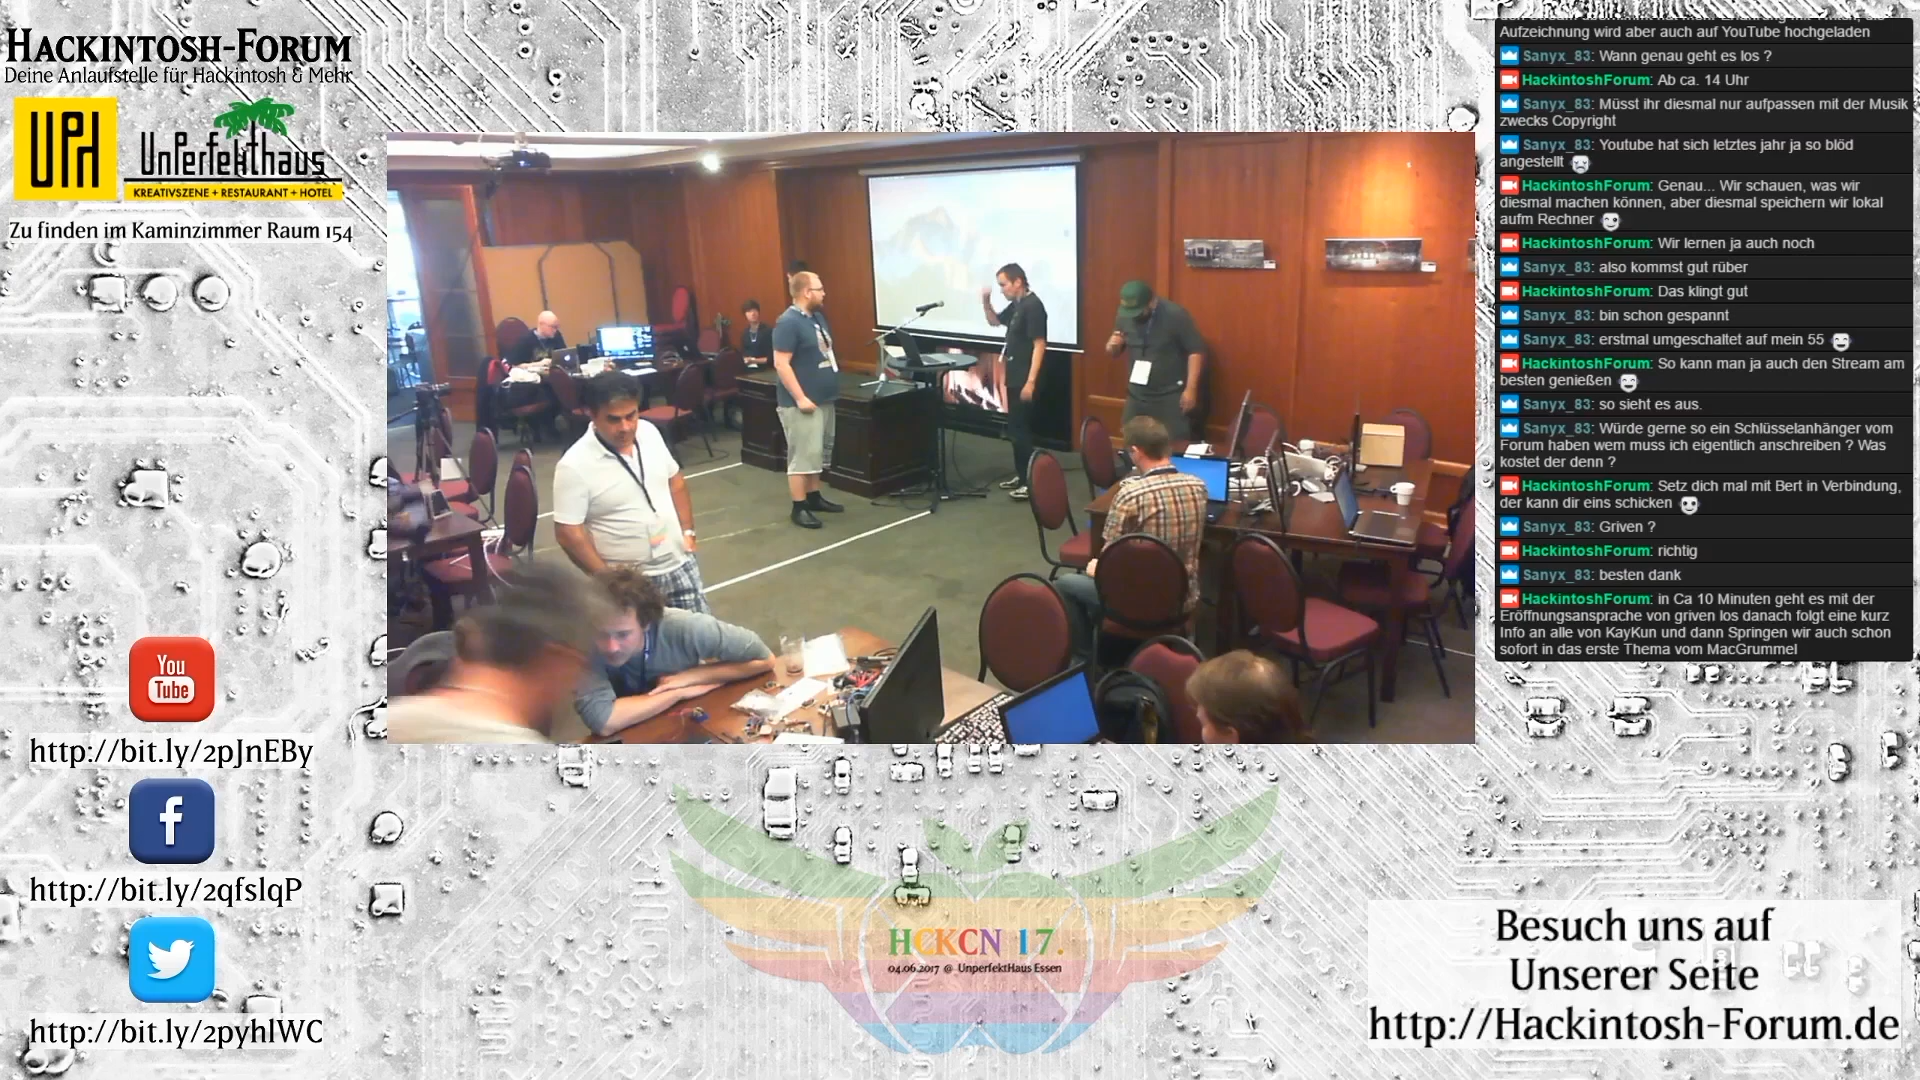 HACKINTOSH-FORUM
Deine Anlaufstelle für Hackintosh & Mehr
UPH
UnPerfekthaus
KREATIVSZENE + RESTAURANT + HOTEL
Zu finden im Kaminzimmer Raum 154
You
Tube
http://bit.ly/2pJnEBy
f
http://bit.ly/2qfslqP
http://bit.ly/2pyhlWC
HCKCN 17.
04.06.2017 @ UnperfektHaus Essen
Aufzeichnung wird aber auch auf YouTube hochgeladen
Sanyx_83: Wann genau geht es los ?
HackintoshForum: Ab ca. 14 Uhr
Sanyx_83: Müsst ihr diesmal nur aufpassen mit der Musik
zwecks Copyright
Sanyx_83: Youtube hat sich letztes jahr ja so blöd
angestellt
HackintoshForum: Genau... Wir schauen, was wir
diesmal machen können, aber diesmal speichern wir lokal
aufm Rechner
HackintoshForum: Wir lernen ja auch noch
Sanyx_83: also kommst gut rüber
HackintoshForum: Das klingt gut
Sanyx_83: bin schon gespannt
Sanyx_83: erstmal umgeschaltet auf mein 55
HackintoshForum: So kann man ja auch den Stream am
besten genießen
Sanyx_83: so sieht es aus.
Sanyx_83: Würde gerne so ein Schlüsselanhänger vom
Forum haben wem muss ich eigentlich anschreiben ? Was
kostet der denn ?
HackintoshForum: Setz dich mal mit Bert in Verbindung,
der kann dir eins schicken
Sanyx_83: Griven ?
HackintoshForum: richtig
Sanyx_83: besten dank
HackintoshForum: in Ca 10 Minuten geht es mit der
Eröffnungsansprache von griven los danach folgt eine kurz
Info an alle von KayKun und dann Springen wir auch schon
sofort in das erste Thema vom MacGrummel
Besuch uns auf
Unserer Seite
http://Hackintosh-Forum.de